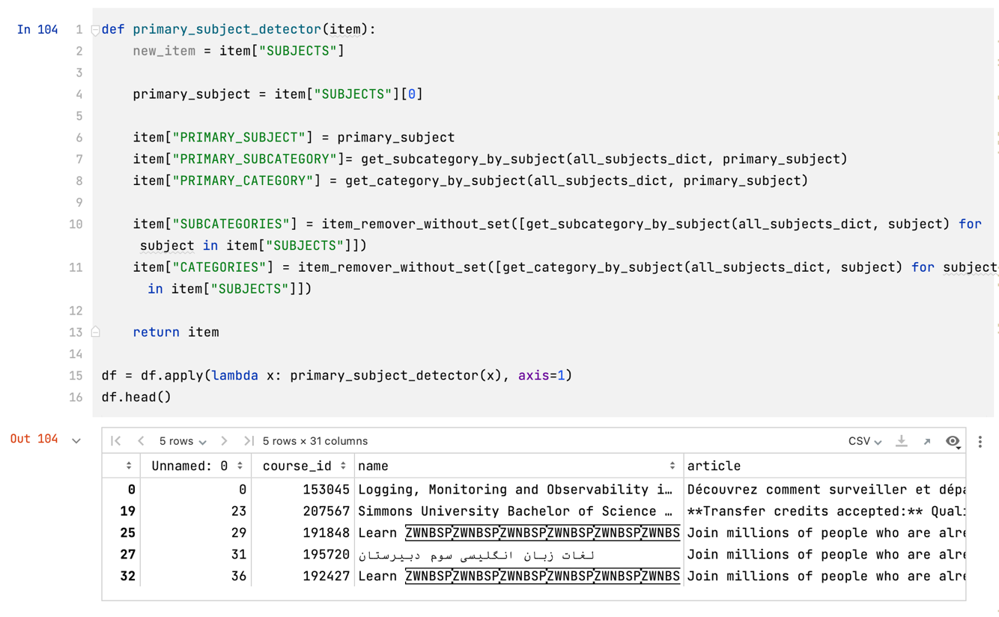 In 104
1 def primary_subject_detector(item):
2 new_item = item["SUBJECTS"]
3
4 primary_subject = item["SUBJECTS"][0]
5
6 item["PRIMARY_SUBJECT"] = primary_subject
7 item["PRIMARY_SUBCATEGORY"]= get_subcategory_by_subject(all_subjects_dict, primary_subject)
8 item["PRIMARY_CATEGORY"] = get_category_by_subject(all_subjects_dict, primary_subject)
9
10 item["SUBCATEGORIES"] = item_remover_without_set([get_subcategory_by_subject(all_subjects_dict, subject) for
subject in item["SUBJECTS"]])
11 item["CATEGORIES"] = item_remover_without_set([get_category_by_subject(all_subjects_dict, subject) for subject
in item["SUBJECTS"]])
12
13 return item
14
15 df = df.apply(lambda x: primary_subject_detector(x), axis=1)
16 df.head()
Out 104
5 rows 5 rows × 31 columns CSV
Unnamed: 0 course_id name article
0 0 153045 Logging, Monitoring and Observability i… Découvrez comment surveiller et dépa
19 23 207567 Simmons University Bachelor of Science … **Transfer credits accepted:** Quali
25 29 191848 Learn ZWNBSPZWNBSPZWNBSPZWNBSPZWNBSPZWNBS Join millions of people who are alre
27 31 195720 لغات زبان انگلیسی سوم دبیرستان Join millions of people who are alre
32 36 192427 Learn ZWNBSPZWNBSPZWNBSPZWNBSPZWNBSPZWNBS Join millions of people who are alre